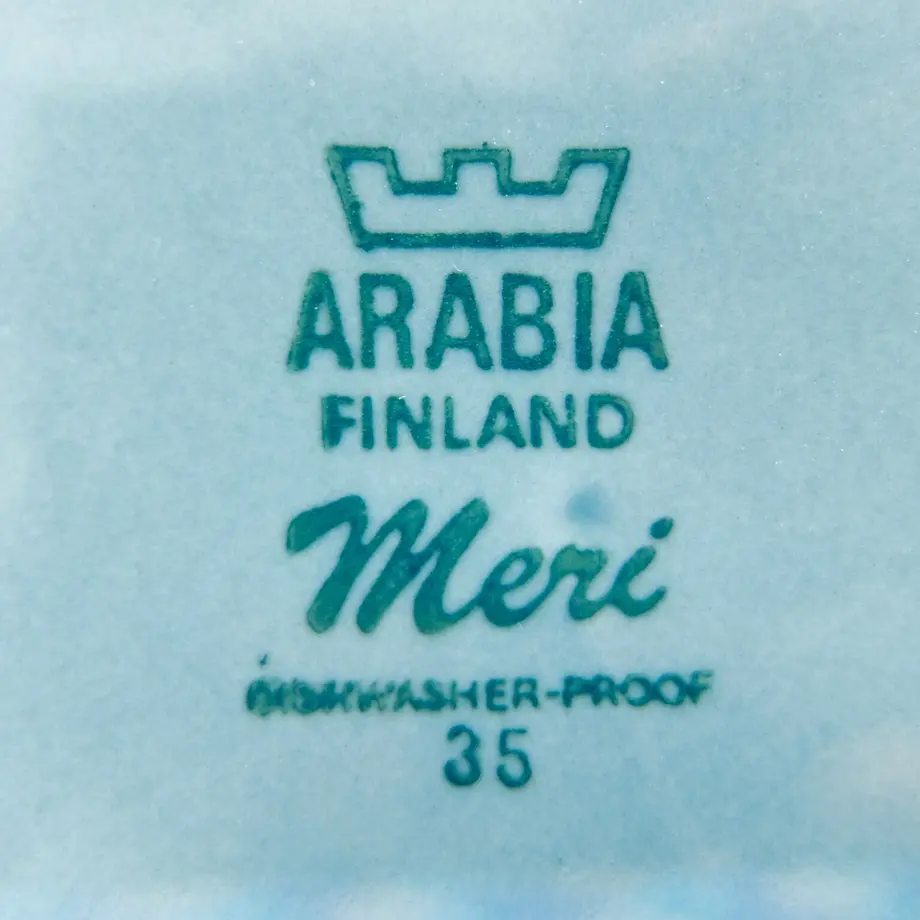 ARABIA
FINLAND
Meri
DISHWASHER-PROOF
35